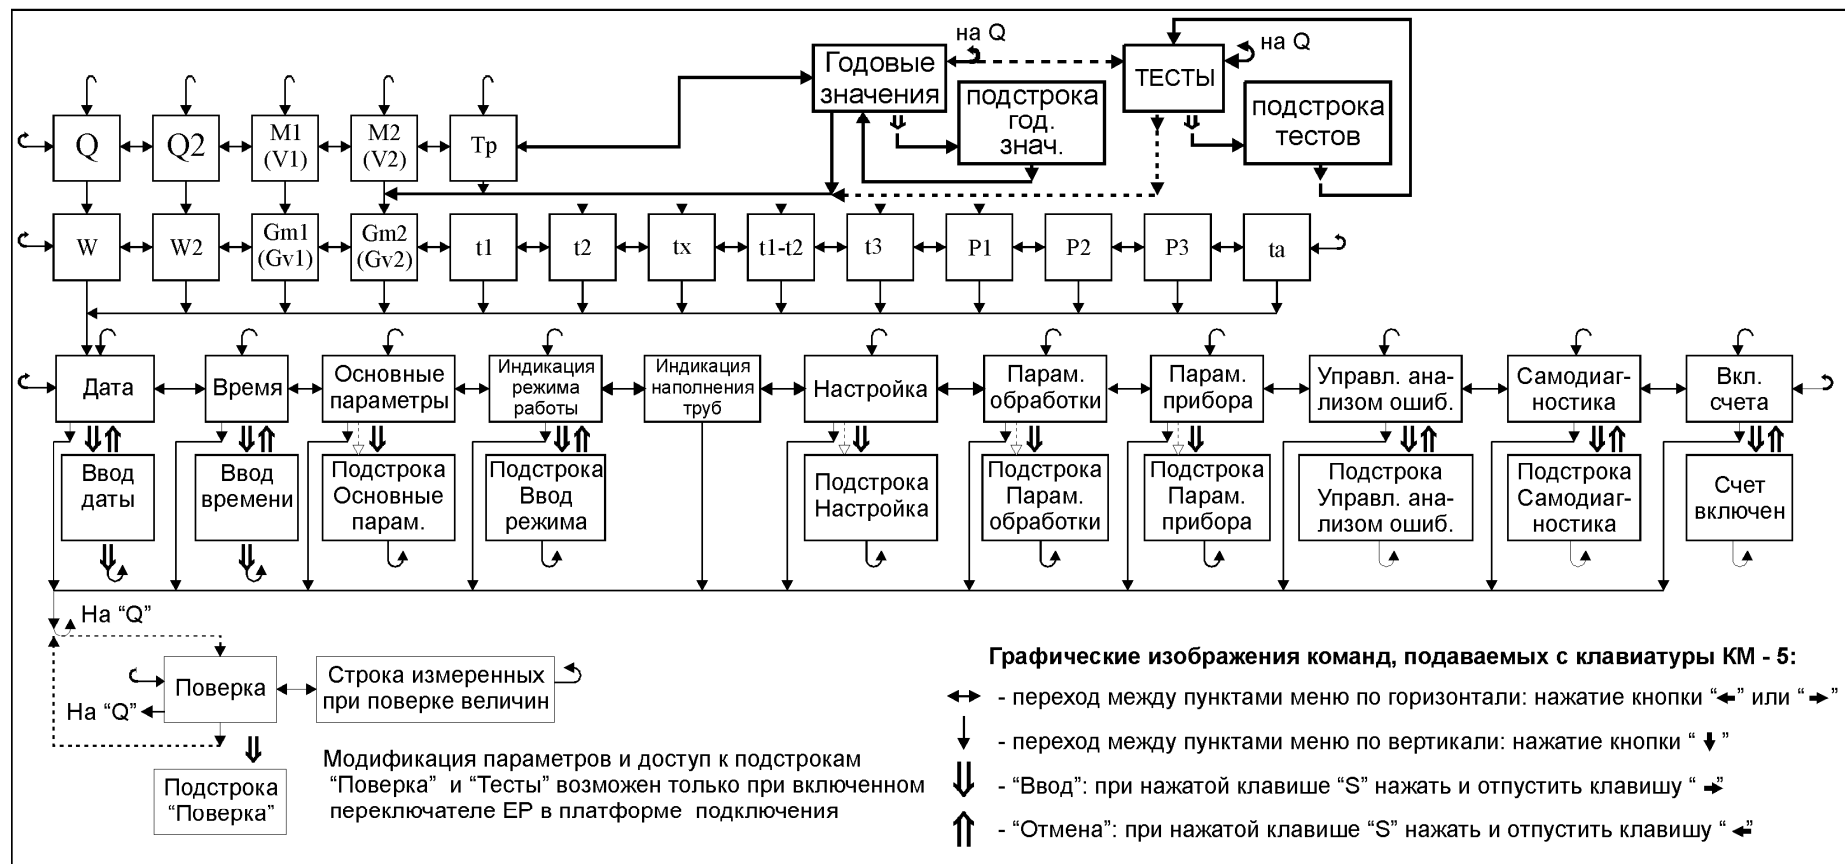 на Q
на Q
Годовые
значения
ТЕСТЫ
подстрока
год.
знач.
подстрока
тестов
Q
Q2
M1
(V1)
M2
(V2)
Tp
W
W2
Gm1
(Gv1)
Gm2
(Gv2)
t1
t2
tx
t1-t2
t3
P1
P2
P3
ta
Дата
Время
Основные
параметры
Индикация
режима
работы
Индикация
наполнения
труб
Настройка
Парам.
обработки
Парам.
прибора
Управл. ана-
лизом ошиб.
Самодиаг-
ностика
Вкл.
счета
Ввод
даты
Ввод
времени
Подстрока
Основные
парам.
Подстрока
Ввод
режима
Подстрока
Настройка
Подстрока
Парам.
обработки
Подстрока
Парам.
прибора
Подстрока
Управл. ана-
лизом ошиб.
Подстрока
Самодиаг-
ностика
Счет
включен
На “Q”
Поверка
Строка измеренных
при поверке величин
На “Q”
Подстрока
“Поверка”
Модификация параметров и доступ к подстрокам
“Поверка” и “Тесты” возможен только при включенном
переключателе EP в платформе подключения
Графические изображения команд, подаваемых с клавиатуры КМ - 5:
↔ - переход между пунктами меню по горизонтали: нажатие кнопки “←” или “→”
↓ - переход между пунктами меню по вертикали: нажатие кнопки “↓”
⇓ - “Ввод”: при нажатой клавише “S” нажать и отпустить клавишу “→
⇑ - “Отмена”: при нажатой клавише “S” нажать и отпустить клавишу “←”